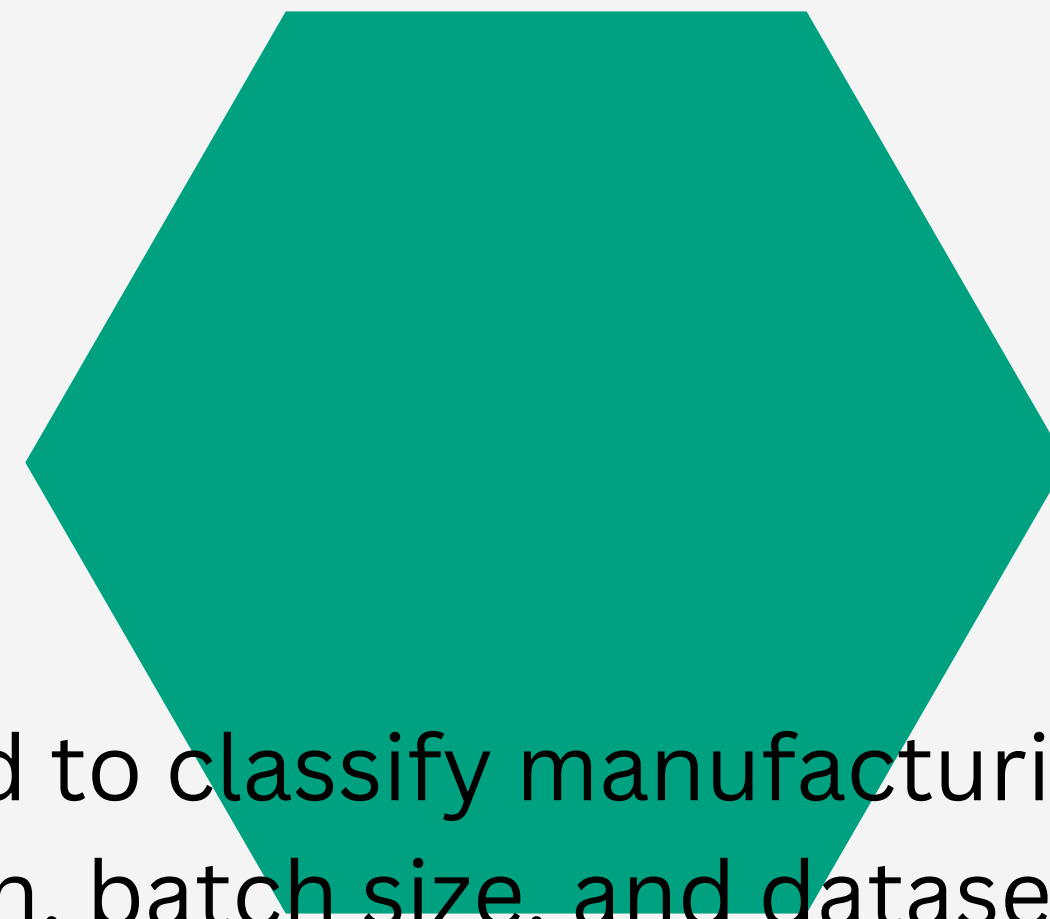 d to classify manufacturi
n, batch size, and datase